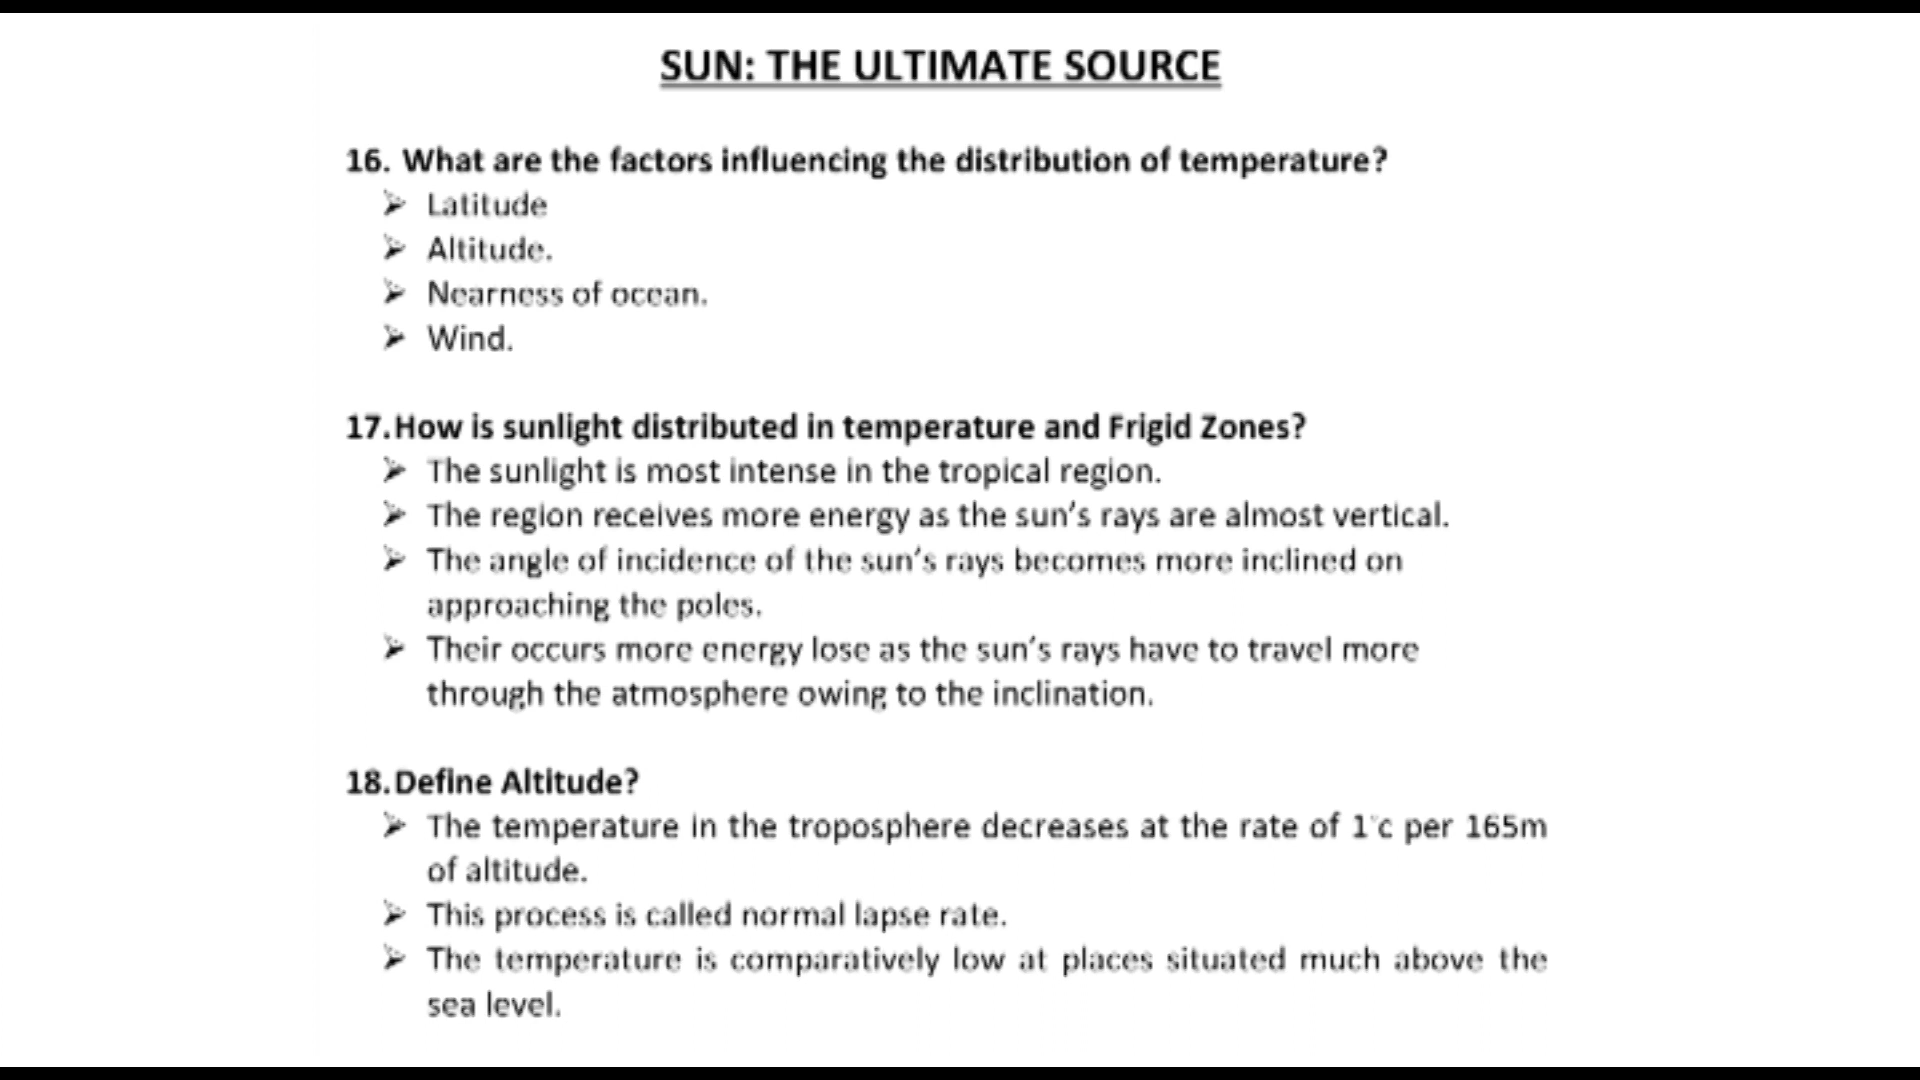 SUN: THE ULTIMATE SOURCE
16. What are the factors influencing the distribution of temperature?
➢ Latitude
➢ Altitude.
➢ Nearness of ocean.
➢ Wind.
17.How is sunlight distributed in temperature and Frigid Zones?
➢ The sunlight is most intense in the tropical region.
➢ The region receives more energy as the sun's rays are almost vertical.
➢ The angle of incidence of the sun's rays becomes more inclined on
approaching the poles.
➢ Their occurs more energy lose as the sun's rays have to travel more
through the atmosphere owing to the inclination.
18.Define Altitude?
➢ The temperature in the troposphere decreases at the rate of 1°c per 165m
of altitude.
➢ This process is called normal lapse rate.
➢ The temperature is comparatively low at places situated much above the
sea level.